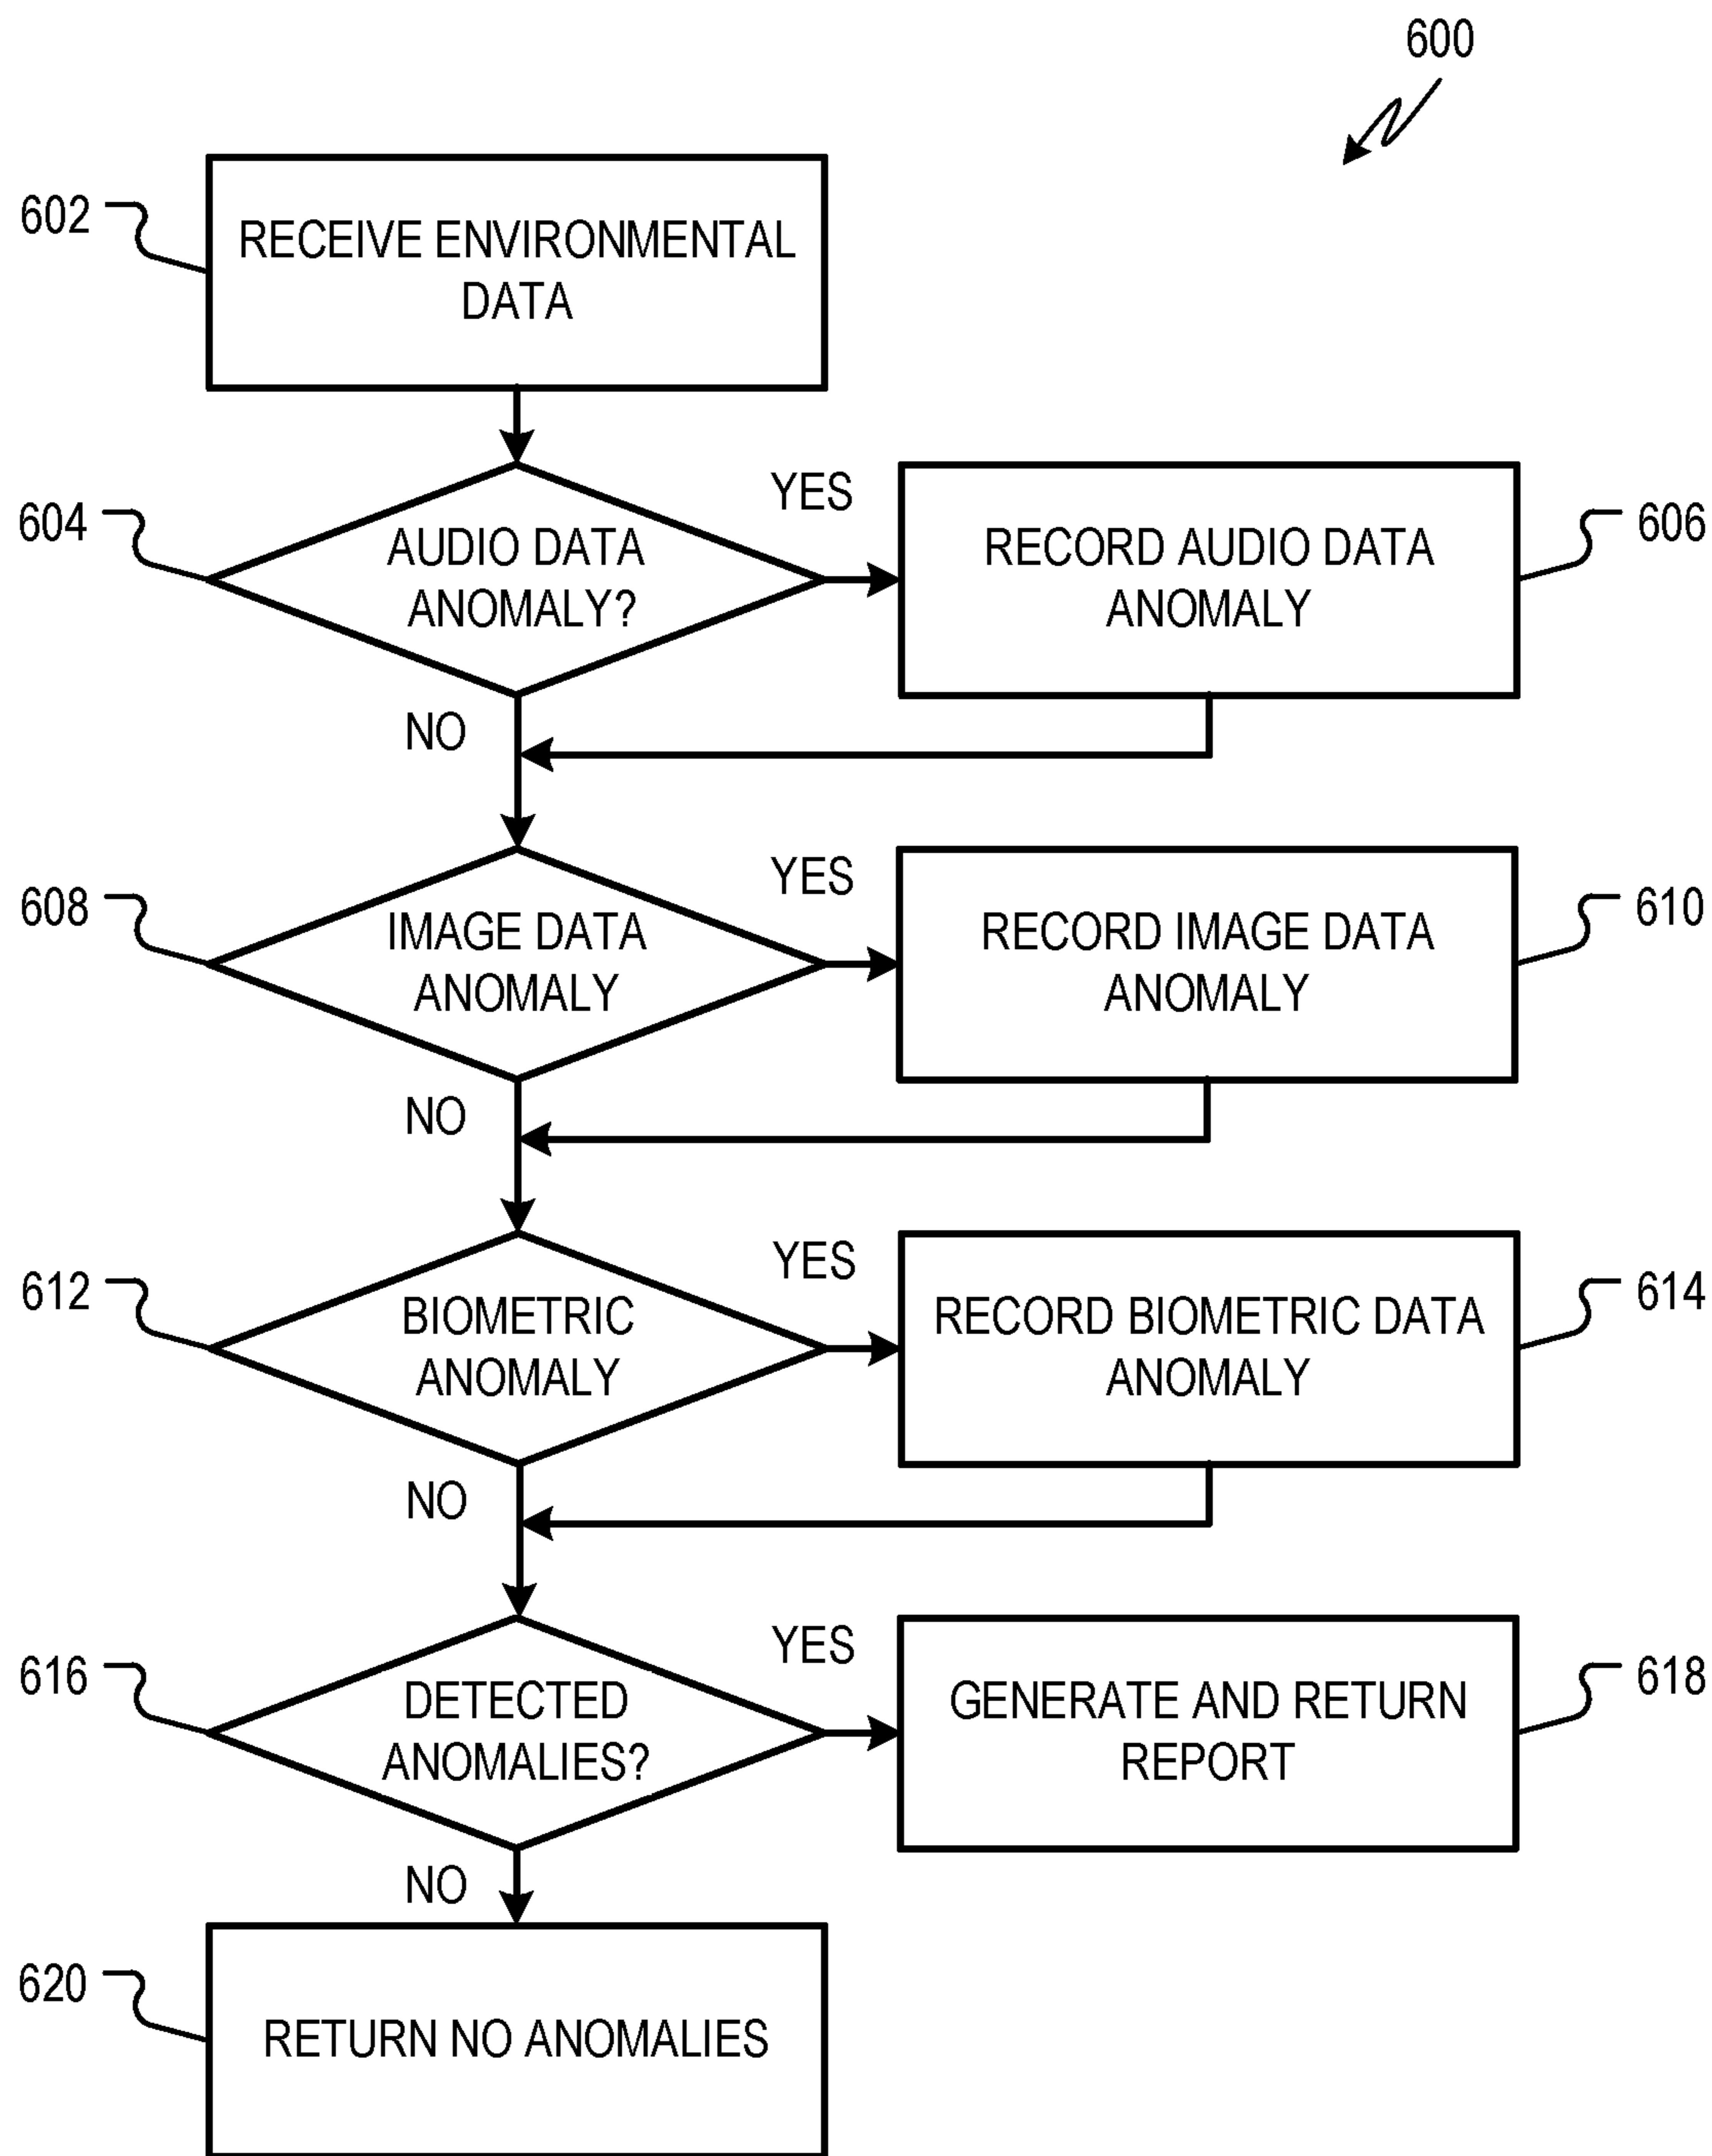 600
602
RECEIVE ENVIRONMENTAL
DATA
604
AUDIO DATA
ANOMALY?
YES
NO
RECORD AUDIO DATA
ANOMALY
606
608
IMAGE DATA
ANOMALY
YES
NO
RECORD IMAGE DATA
ANOMALY
610
612
BIOMETRIC
ANOMALY
YES
NO
RECORD BIOMETRIC DATA
ANOMALY
614
616
DETECTED
ANOMALIES?
YES
NO
GENERATE AND RETURN
REPORT
618
620
RETURN NO ANOMALIES